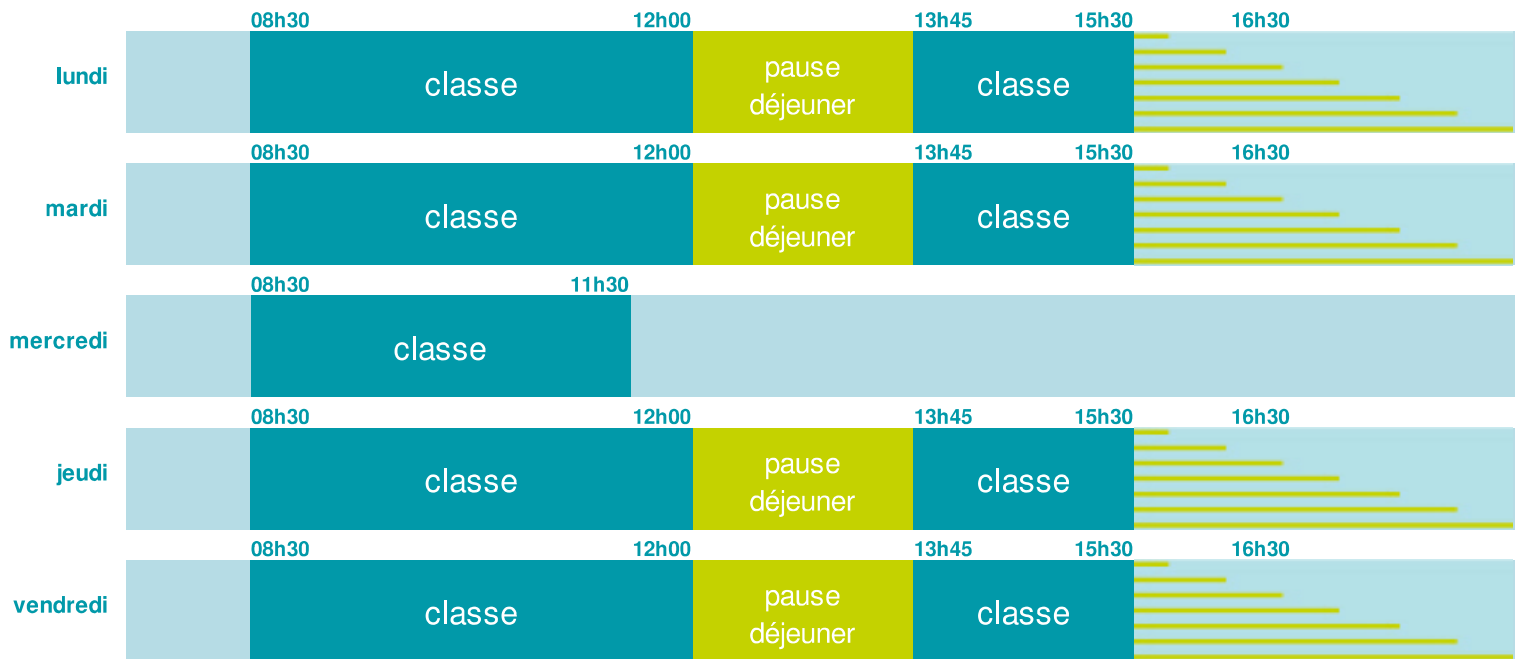 08h30 12h00 13h45 15h30 16h30
lundi classe pause déjeuner classe
08h30 12h00 13h45 15h30 16h30
mardi classe pause déjeuner classe
08h30 11h30
mercredi classe
08h30 12h00 13h45 15h30 16h30
jeudi classe pause déjeuner classe
08h30 12h00 13h45 15h30 16h30
vendredi classe pause déjeuner classe